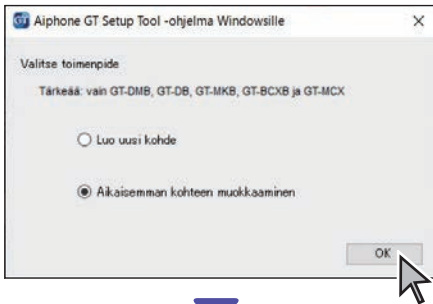 GT Aiphone GT Setup Tool -ohjelma Windowsille
Valitse toimenpide
Tärkeää: vain GT-DMB, GT-DB, GT-MKB, GT-BCXB ja GT-MCX
Luo uusi kohde
Aikaisemman kohteen muokkaaminen
OK